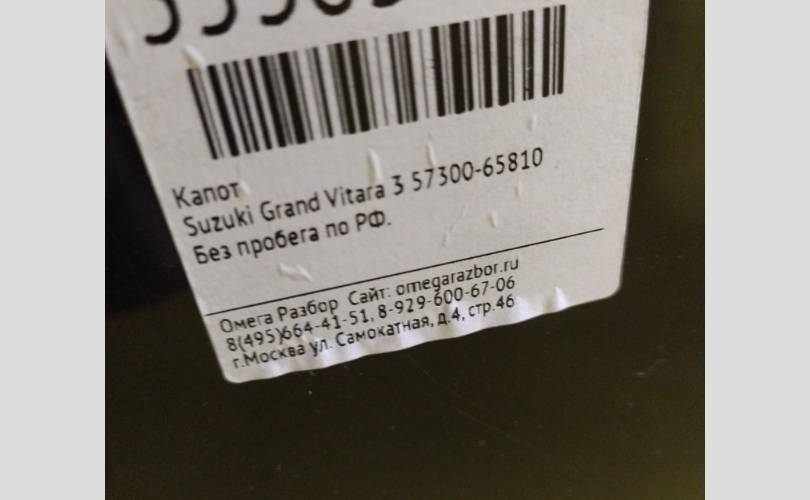 Капот
Suzuki Grand Vitara 3 57300-65810
Без пробега по РФ.
Омега Разбор Сайт: omegarazbor.ru
8(495)664-41-51, 8-929-600-67-06
г.Москва ул. Самокатная, д.4, стр.46